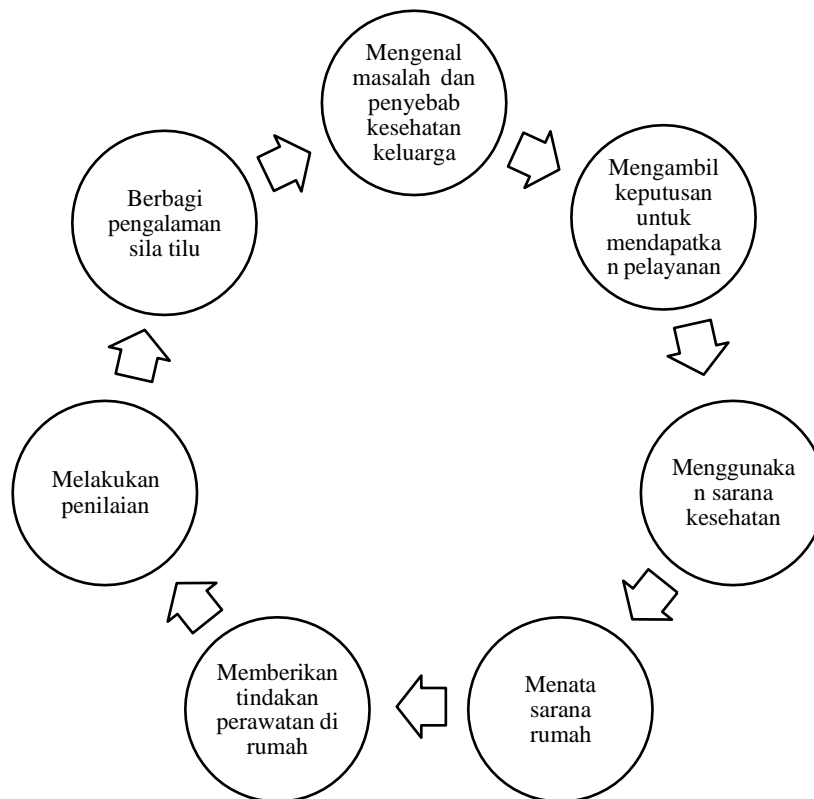 Mengenal
masalah dan
penyebab
kesehatan
keluarga
Mengambil
keputusan
untuk
mendapatka
n pelayanan
Menggunaka
n sarana
kesehatan
Menata
sarana
rumah
Memberikan
tindakan
perawatan di
rumah
Melakukan
penilaian
Berbagi
pengalaman
sila tilu